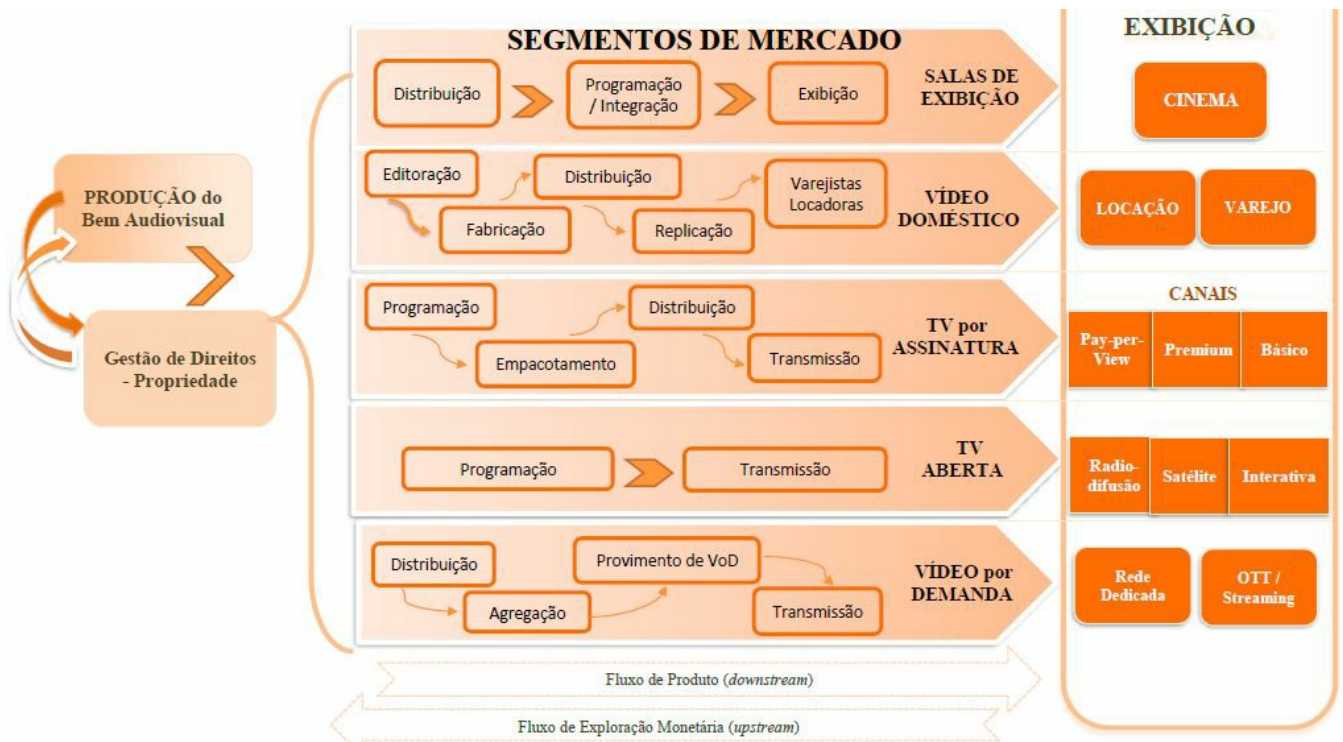 SEGMENTOS DE MERCADO
EXIBIÇÃO
PRODUÇÃO do
Bem Audiovisual
Gestão de Direitos
- Propriedade
Distribuição
Programação
/ Integração
Exibição
SALAS DE
EXIBIÇÃO
CINEMA
Editoração
Fabricação
Distribuição
Replicação
Varejistas
Locadoras
VÍDEO
DOMÉSTICO
LOCAÇÃO
VAREJO
Programação
Empacotamento
Distribuição
Transmissão
TV por
ASSINATURA
CANAIS
Pay-per-
View
Premium
Básico
Programação
Transmissão
TV
ABERTA
Radio-
difusão
Satélite
Interativa
Distribuição
Agregação
Provimento de VoD
Transmissão
VÍDEO por
DEMANDA
Rede
Dedicada
OTT /
Streaming
Fluxo de Produto (downstream)
Fluxo de Exploração Monetária (upstream)